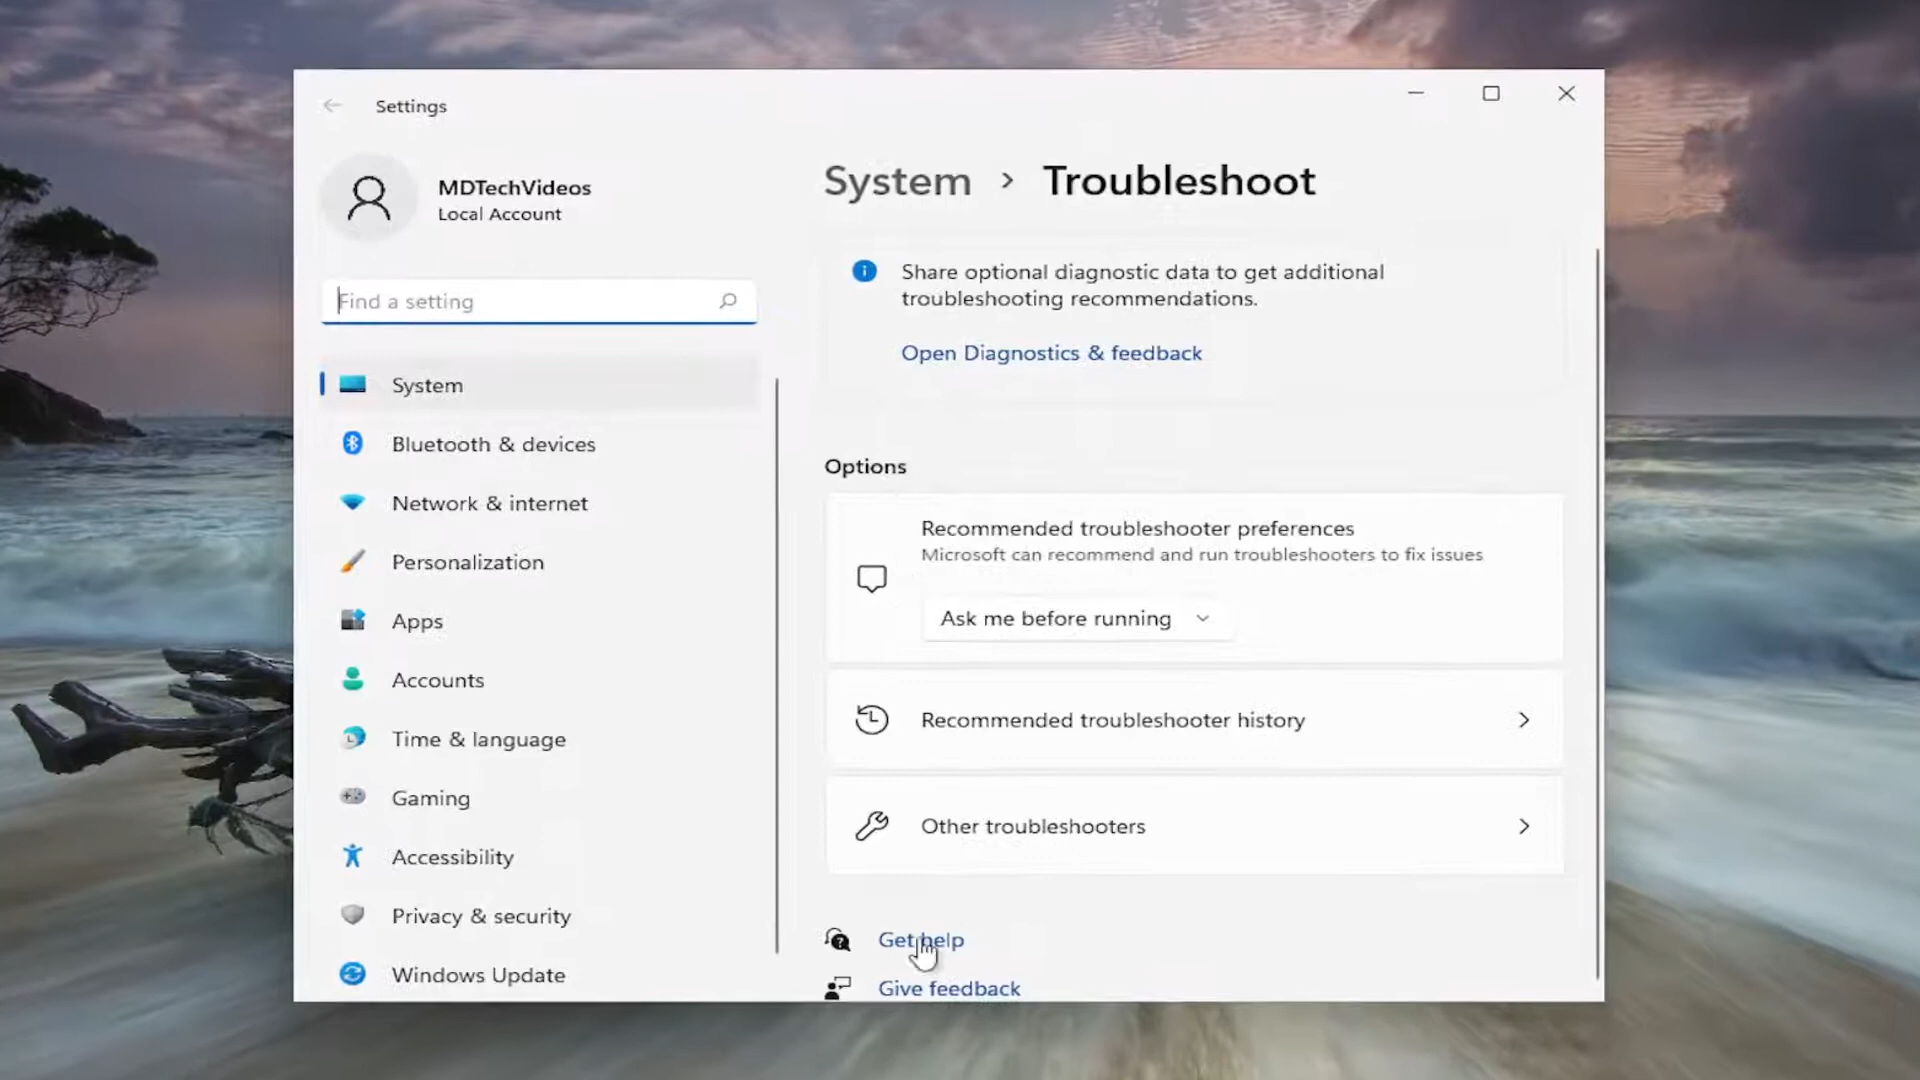 Settings
MDTechVideos
Local Account
Find a setting
System
Bluetooth & devices
Network & internet
Personalization
Apps
Accounts
Time & language
Gaming
Accessibility
Privacy & security
Windows Update
System > Troubleshoot
Share optional diagnostic data to get additional
troubleshooting recommendations.
Open Diagnostics & feedback
Options
Recommended troubleshooter preferences
Microsoft can recommend and run troubleshooters to fix issues
Ask me before running
Recommended troubleshooter history
Other troubleshooters
Get help
Give feedback